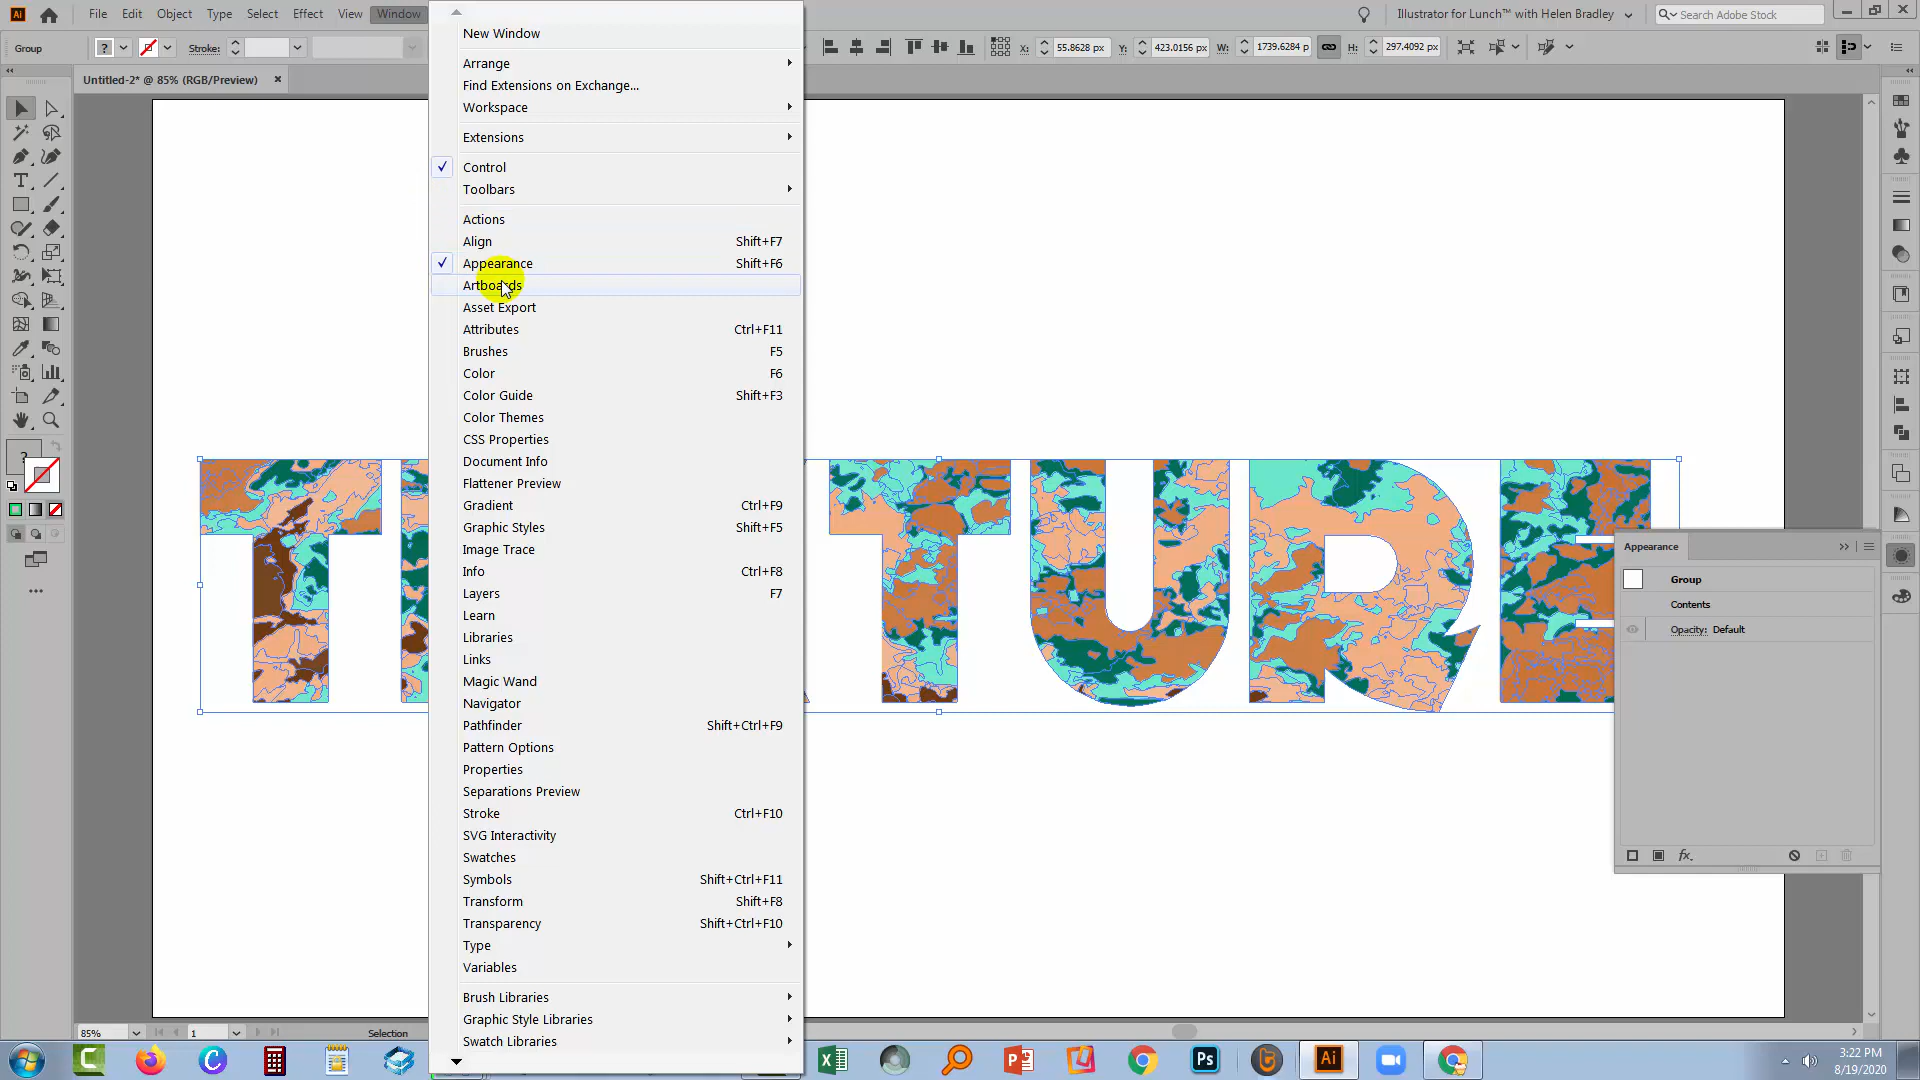 Ai File Edit Object Type Select Effect View Window Illustrator for Lunch™ with Helen Bradley Search Adobe Stock
Group ? Stroke: X: 55.8628 px Y: 423.0156 px W: 1739.6284 p H: 297.4092 px
Untitled-2* @ 85% (RGB/Preview)
New Window
Arrange
Find Extensions on Exchange...
Workspace
Extensions
Control
Toolbars
Actions
Align Shift+F7
Appearance Shift+F6
Artboards
Asset Export
Attributes Ctrl+F11
Brushes F5
Color F6
Color Guide Shift+F3
Color Themes
CSS Properties
Document Info
Flattener Preview
Gradient Ctrl+F9
Graphic Styles Shift+F5
Image Trace
Info Ctrl+F8
Layers F7
Learn
Libraries
Links
Magic Wand
Navigator
Pathfinder Shift+Ctrl+F9
Pattern Options
Properties
Separations Preview
Stroke Ctrl+F10
SVG Interactivity
Swatches
Symbols Shift+Ctrl+F11
Transform Shift+F8
Transparency Shift+Ctrl+F10
Type
Variables
Brush Libraries
Graphic Style Libraries
Swatch Libraries
?
T TURE
Appearance
Group
Contents
Opacity: Default
fx.
85% 1 Selection
Ps Ai
3:22 PM
8/19/2020